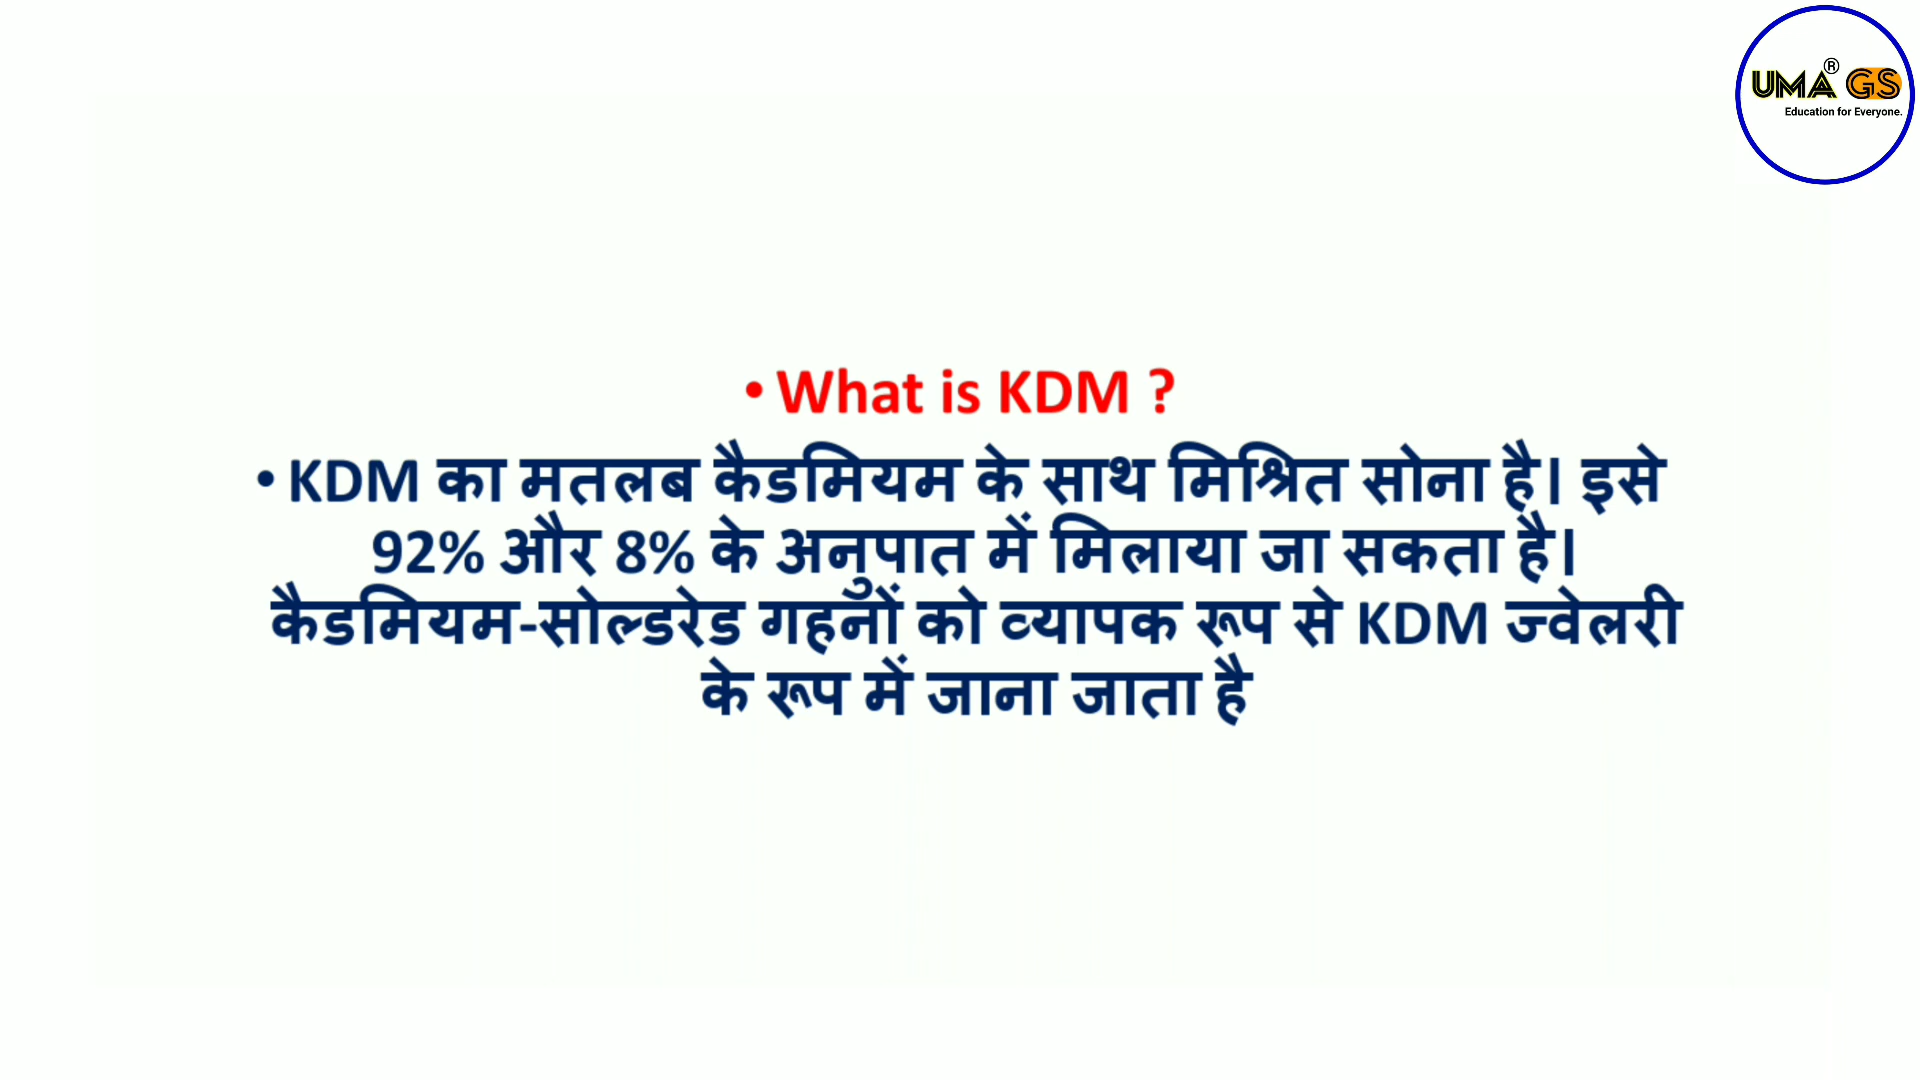 UMA® GS
Education for Everyone.
• What is KDM ?
• KDM का मतलब कैडमियम के साथ मिश्रित सोना है। इसे
92% और 8% के अनुपात में मिलाया जा सकता है।
कैडमियम-सोल्डरेड गहनों को व्यापक रूप से KDM ज्वेलरी
के रूप में जाना जाता है